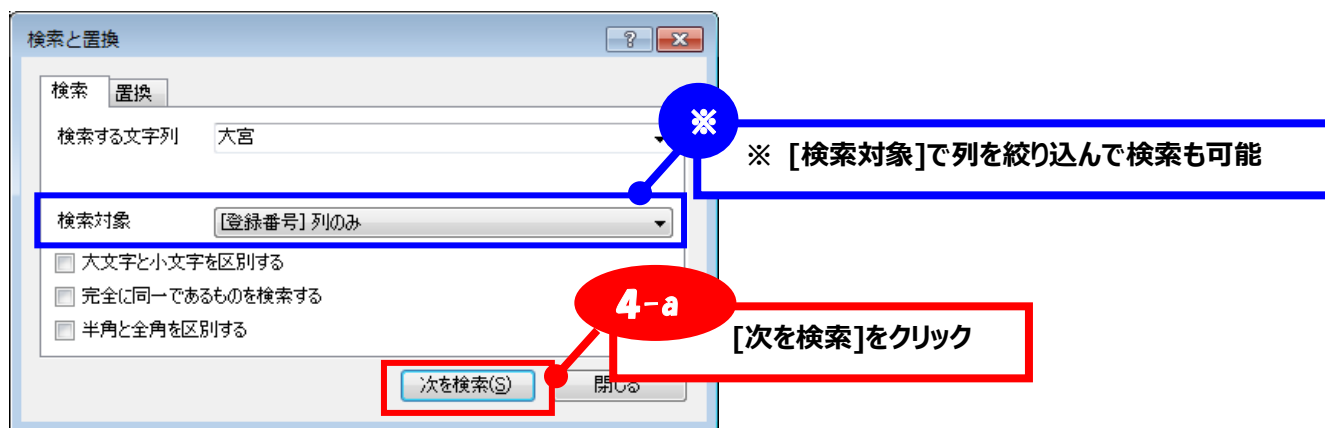 検索と置換
検索 置換
検索する文字列 大宮
※
※ [検索対象]で列を絞り込んで検索も可能
検索対象 [登録番号] 列のみ
大文字と小文字を区別する
完全に同一であるものを検索する
半角と全角を区別する
4-a
[次を検索]をクリック
次を検索(S) 閉じる